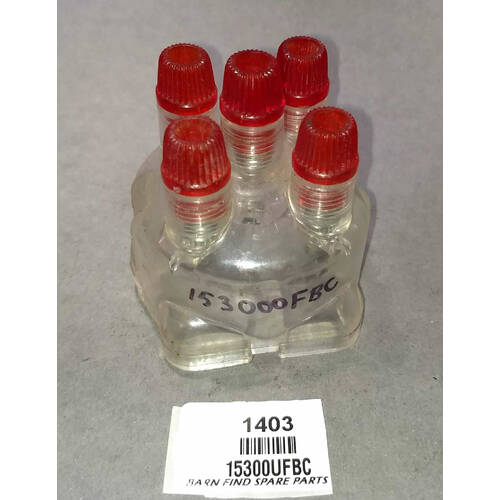 153000FBC
1403
15300UFBC
BARN FIND SPARE PARTS